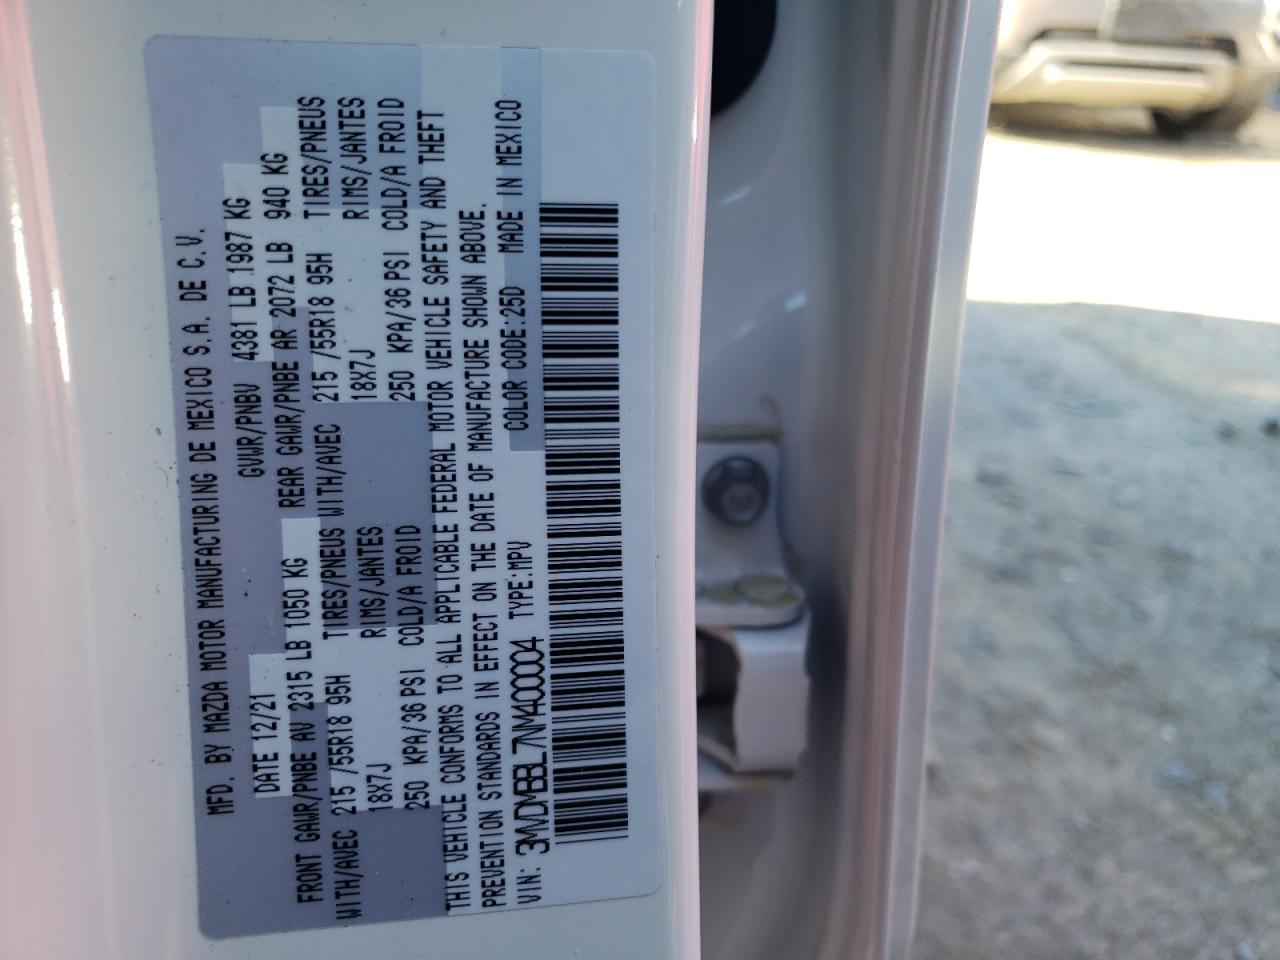 MFD. BY MAZDA MOTOR MANUFACTURING DE MEXICO S.A. DE C.V.
DATE 12/21 GVWR/PNBV 4381 LB 1987 KG
FRONT GAWR/PNBE AV 2315 LB 1050 KG REAR GAWR/PNBE AR 2072 LB 940 KG
WITH/AVEC 215 /55R18 95H TIRES/PNEUS WITH/AVEC 215 /55R18 95H TIRES/PNEUS
18X7J RIMS/JANTES 18X7J RIMS/JANTES
250 KPA/36 PSI COLD/A FROID 250 KPA/36 PSI COLD/A FROID
THIS VEHICLE CONFORMS TO ALL APPLICABLE FEDERAL MOTOR VEHICLE SAFETY AND THEFT
PREVENTION STANDARDS IN EFFECT ON THE DATE OF MANUFACTURE SHOWN ABOVE.
VIN: 3MVDMBBL7NM400004 TYPE:MPV COLOR CODE:25D MADE IN MEXICO